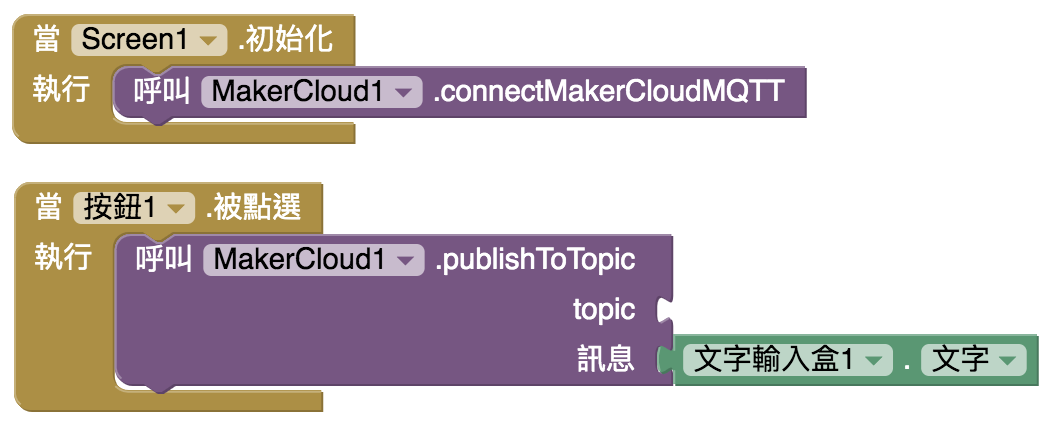 當 Screen1 .初始化
執行 呼叫 MakerCloud1 .connectMakerCloudMQTT
當 按鈕1 .被點選
執行 呼叫 MakerCloud1 .publishToTopic
topic
訊息 文字輸入盒1 . 文字